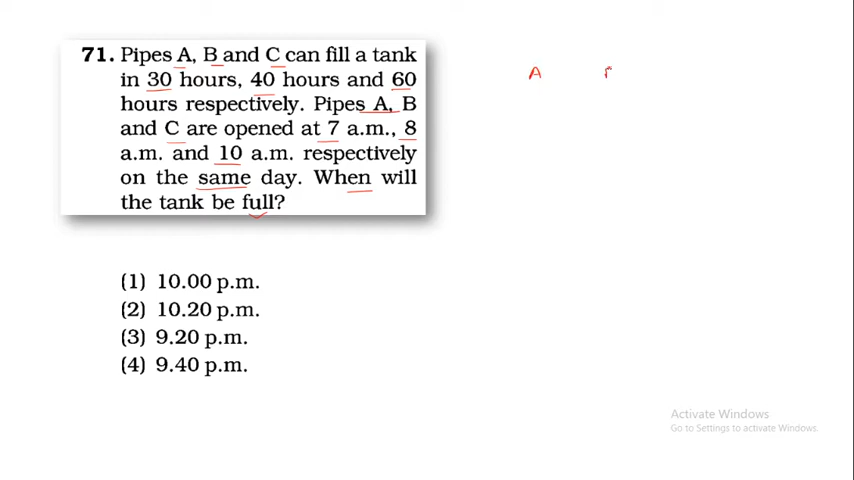 71. Pipes A, B and C can fill a tank
in 30 hours, 40 hours and 60
hours respectively. Pipes A, B
and C are opened at 7 a.m., 8
a.m. and 10 a.m. respectively
on the same day. When will
the tank be full?
A
(1) 10.00 p.m.
(2) 10.20 p.m.
(3) 9.20 p.m.
(4) 9.40 p.m.
Activate Windows
Go to Settings to activate Windows.